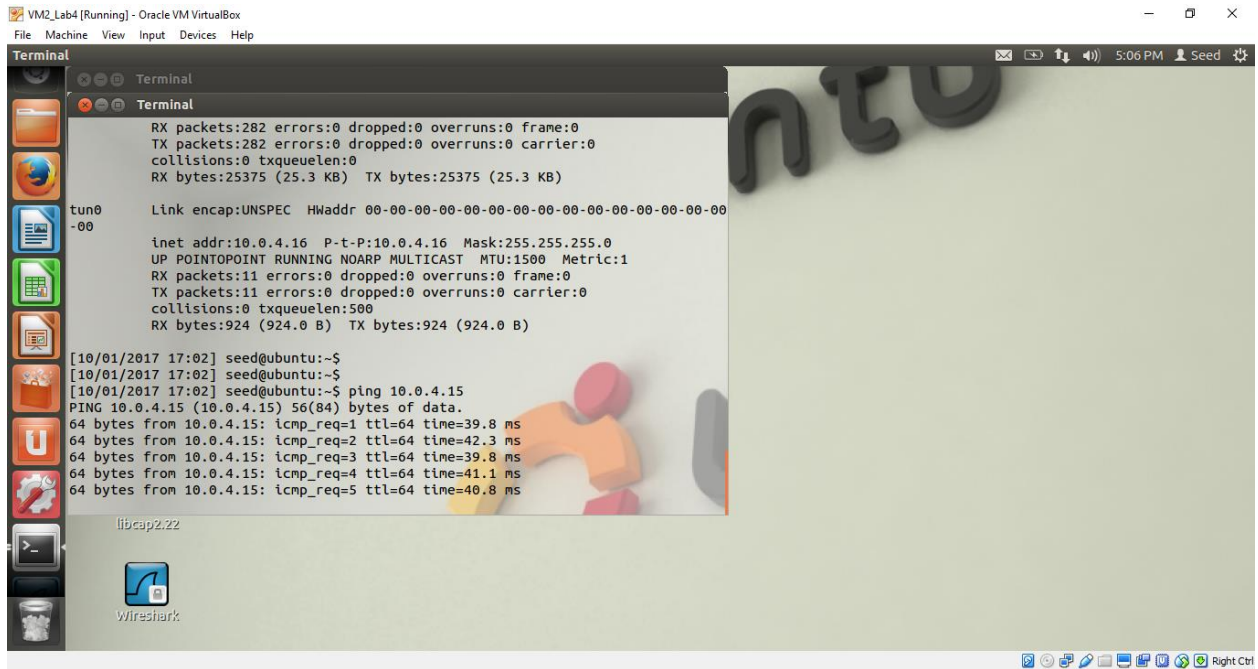 VM2_Lab4 [Running] - Oracle VM VirtualBox
File Machine View Input Devices Help
Terminal
5:06 PM Seed
Terminal
Terminal
RX packets:282 errors:0 dropped:0 overruns:0 frame:0
TX packets:282 errors:0 dropped:0 overruns:0 carrier:0
collisions:0 txqueuelen:0
RX bytes:25375 (25.3 KB)  TX bytes:25375 (25.3 KB)
tun0      Link encap:UNSPEC  HWaddr 00-00-00-00-00-00-00-00-00-00-00-00-00-00-00
-00
inet addr:10.0.4.16  P-t-P:10.0.4.16  Mask:255.255.255.0
UP POINTOPOINT RUNNING NOARP MULTICAST  MTU:1500  Metric:1
RX packets:11 errors:0 dropped:0 overruns:0 frame:0
TX packets:11 errors:0 dropped:0 overruns:0 carrier:0
collisions:0 txqueuelen:500
RX bytes:924 (924.0 B)  TX bytes:924 (924.0 B)
[10/01/2017 17:02] seed@ubuntu:~$
[10/01/2017 17:02] seed@ubuntu:~$
[10/01/2017 17:02] seed@ubuntu:~$ ping 10.0.4.15
PING 10.0.4.15 (10.0.4.15) 56(84) bytes of data.
64 bytes from 10.0.4.15: icmp_req=1 ttl=64 time=39.8 ms
64 bytes from 10.0.4.15: icmp_req=2 ttl=64 time=42.3 ms
64 bytes from 10.0.4.15: icmp_req=3 ttl=64 time=39.8 ms
64 bytes from 10.0.4.15: icmp_req=4 ttl=64 time=41.1 ms
64 bytes from 10.0.4.15: icmp_req=5 ttl=64 time=40.8 ms
libcap2.22
Wireshark
Right Ctrl